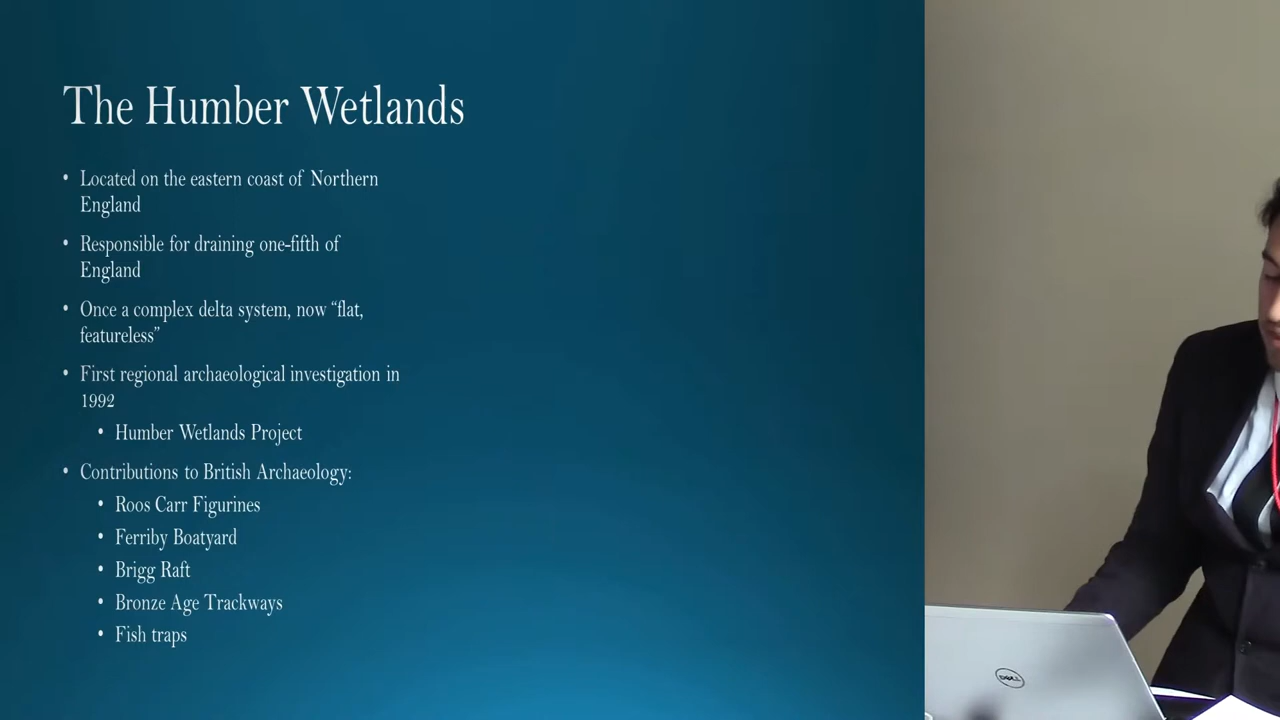 The Humber Wetlands
• Located on the eastern coast of Northern
England
• Responsible for draining one-fifth of
England
• Once a complex delta system, now “flat,
featureless”
• First regional archaeological investigation in
1992
• Humber Wetlands Project
• Contributions to British Archaeology:
• Roos Carr Figurines
• Ferriby Boatyard
• Brigg Raft
• Bronze Age Trackways
• Fish traps
DELL